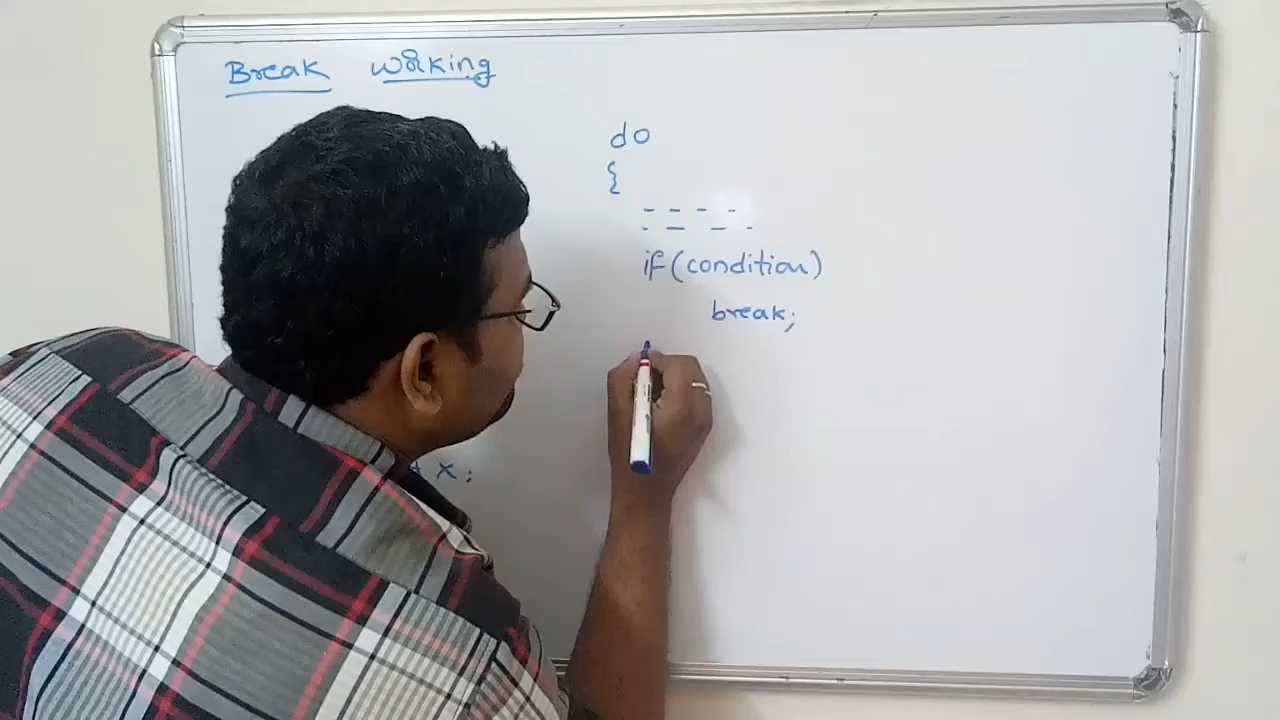 Break working
do
{
if(condition)
break;
x;